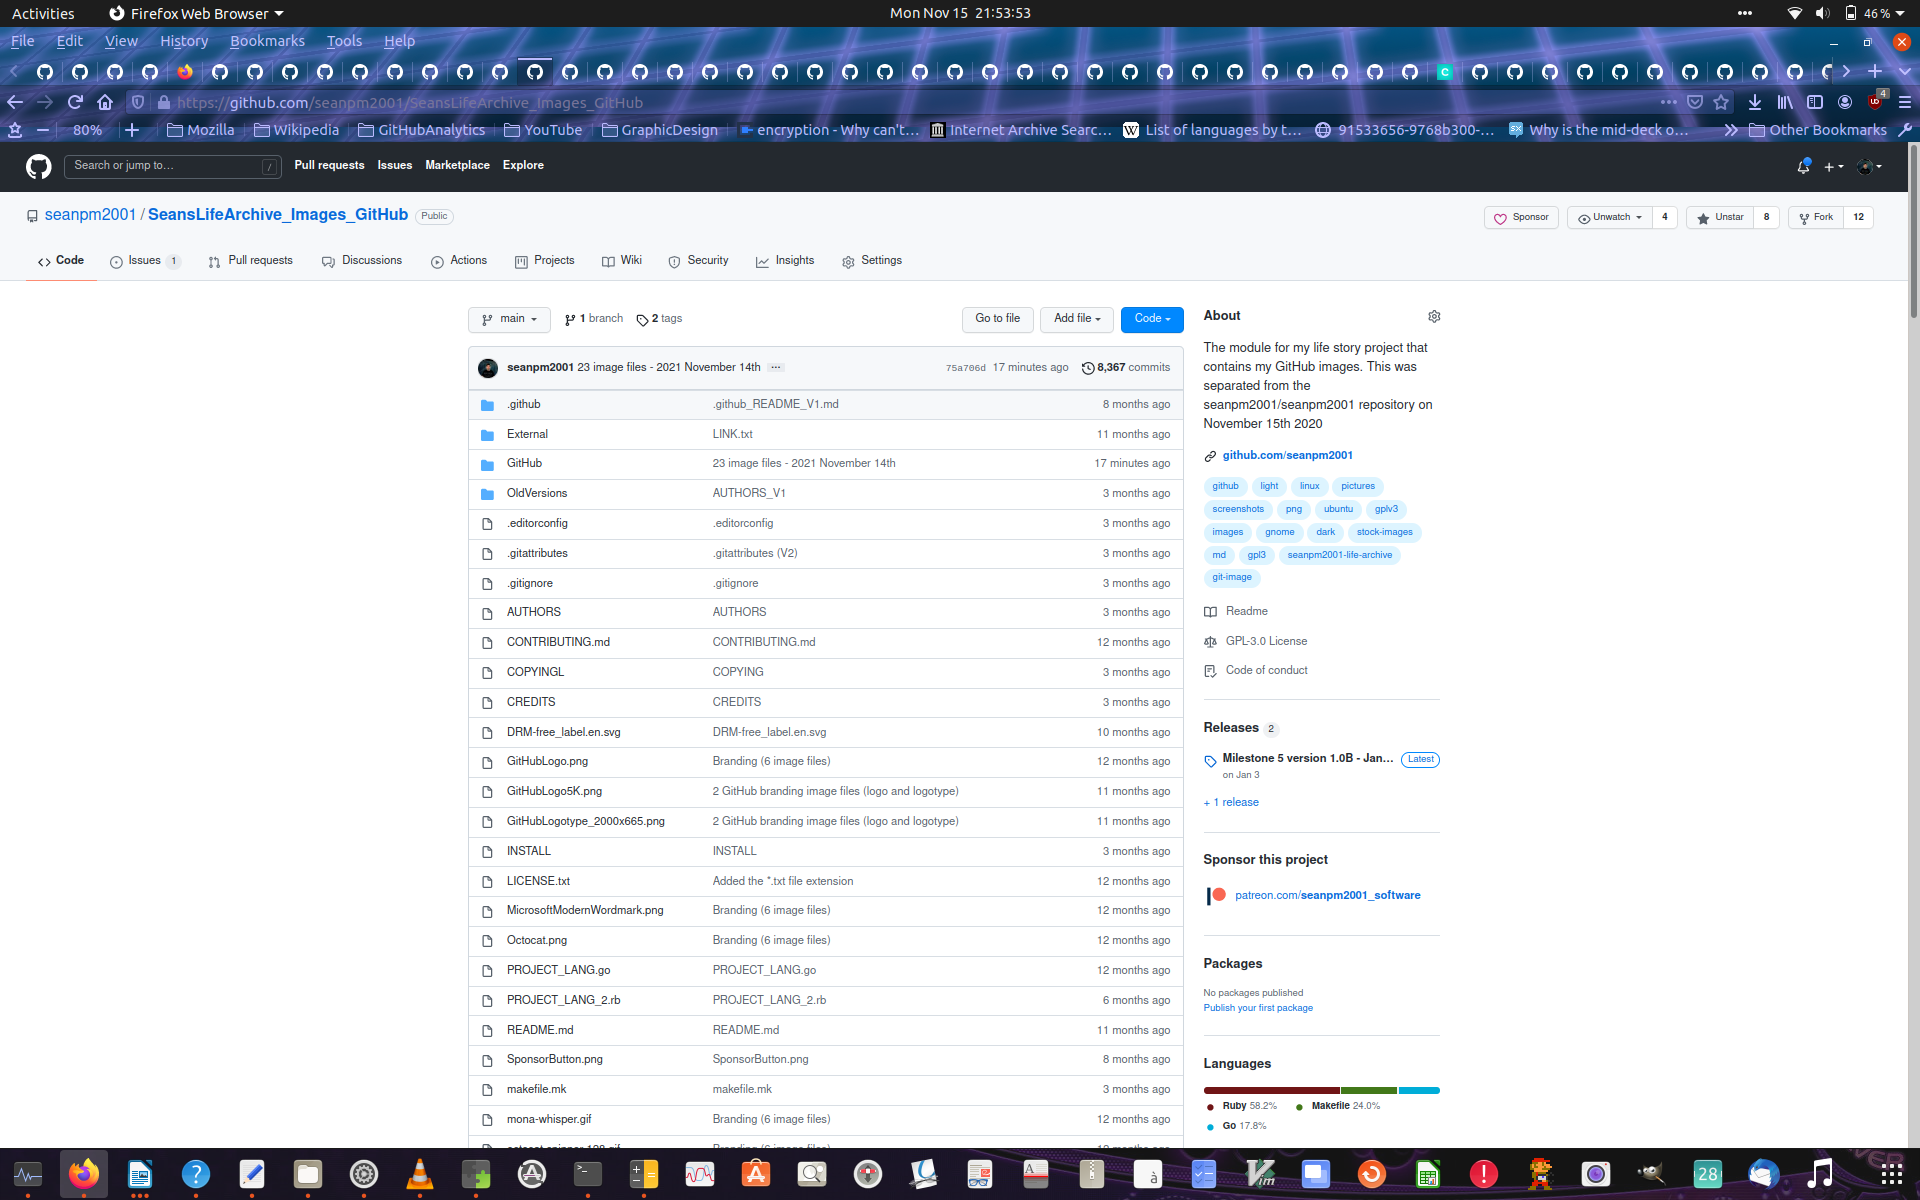 Activities Firefox Web Browser Mon Nov 15 21:53:53 46 %
File Edit View History Bookmarks Tools Help
https://github.com/seanpm2001/SeansLifeArchive_Images_GitHub 4
80% Mozilla Wikipedia GitHubAnalytics YouTube GraphicDesign encryption - Why can't… Internet Archive Searc… List of languages by t… 91533656-9768b300-… Why is the mid-deck o… Other Bookmarks
Search or jump to… / Pull requests Issues Marketplace Explore
seanpm2001 / SeansLifeArchive_Images_GitHub Public Sponsor Unwatch 4 Unstar 8 Fork 12
Code Issues 1 Pull requests Discussions Actions Projects Wiki Security Insights Settings
main 1 branch 2 tags Go to file Add file Code
seanpm2001 23 image files - 2021 November 14th ... 75a706d 17 minutes ago 8,367 commits
.github .github_README_V1.md 8 months ago
External LINK.txt 11 months ago
GitHub 23 image files - 2021 November 14th 17 minutes ago
OldVersions AUTHORS_V1 3 months ago
.editorconfig .editorconfig 3 months ago
.gitattributes .gitattributes (V2) 3 months ago
.gitignore .gitignore 3 months ago
AUTHORS AUTHORS 3 months ago
CONTRIBUTING.md CONTRIBUTING.md 12 months ago
COPYINGL COPYING 3 months ago
CREDITS CREDITS 3 months ago
DRM-free_label.en.svg DRM-free_label.en.svg 10 months ago
GitHubLogo.png Branding (6 image files) 12 months ago
GitHubLogo5K.png 2 GitHub branding image files (logo and logotype) 11 months ago
GitHubLogotype_2000x665.png 2 GitHub branding image files (logo and logotype) 11 months ago
INSTALL INSTALL 3 months ago
LICENSE.txt Added the *.txt file extension 12 months ago
MicrosoftModernWordmark.png Branding (6 image files) 12 months ago
Octocat.png Branding (6 image files) 12 months ago
PROJECT_LANG.go PROJECT_LANG.go 12 months ago
PROJECT_LANG_2.rb PROJECT_LANG_2.rb 6 months ago
README.md README.md 11 months ago
SponsorButton.png SponsorButton.png 8 months ago
makefile.mk makefile.mk 3 months ago
mona-whisper.gif Branding (6 image files) 12 months ago
About
The module for my life story project that
contains my GitHub images. This was
separated from the
seanpm2001/seanpm2001 repository on
November 15th 2020
github.com/seanpm2001
github light linux pictures
screenshots png ubuntu gplv3
images gnome dark stock-images
md gpl3 seanpm2001-life-archive
git-image
Readme
GPL-3.0 License
Code of conduct
Releases 2
Milestone 5 version 1.0B - Jan... Latest
on Jan 3
+ 1 release
Sponsor this project
patreon.com/seanpm2001_software
Packages
No packages published
Publish your first package
Languages
Ruby 58.2% Makefile 24.0%
Go 17.8%
28